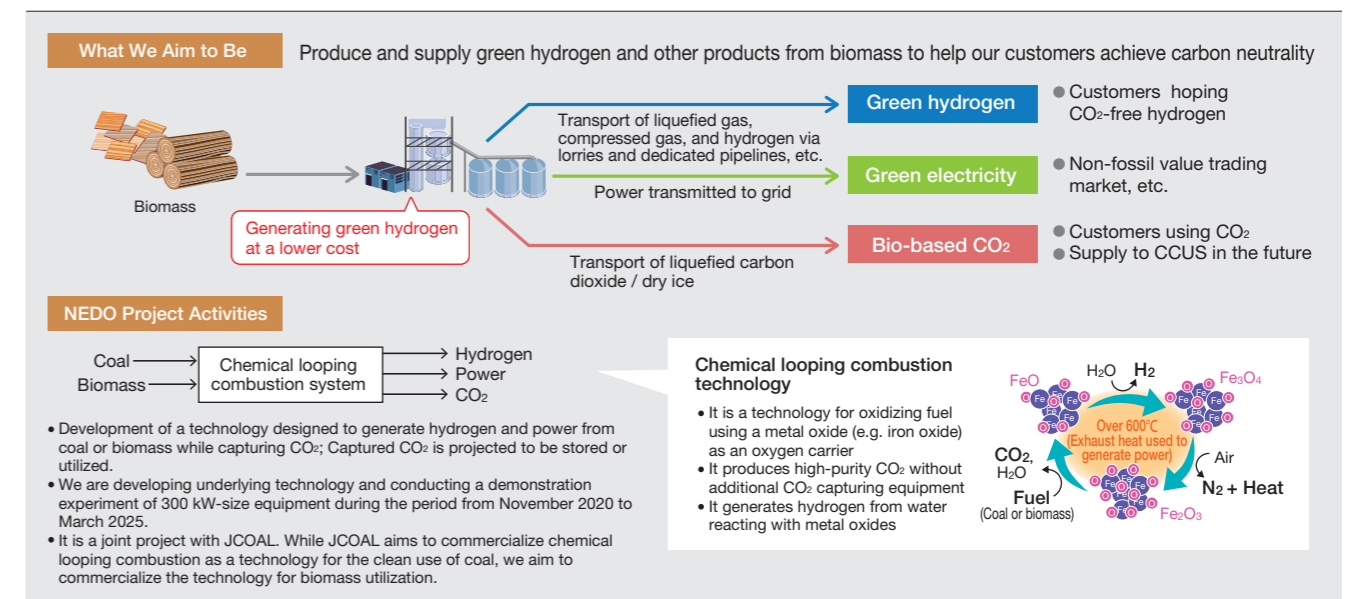 What We Aim to Be
Produce and supply green hydrogen and other products from biomass to help our customers achieve carbon neutrality
Biomass
Generating green hydrogen
at a lower cost
Transport of liquefied gas,
compressed gas, and hydrogen via
lorries and dedicated pipelines, etc.
Power transmitted to grid
Transport of liquefied carbon
dioxide / dry ice
Green hydrogen
● Customers hoping
CO₂-free hydrogen
Green electricity
● Non-fossil value trading
market, etc.
Bio-based CO₂
● Customers using CO₂
● Supply to CCUS in the future
NEDO Project Activities
Coal
Biomass
Chemical looping
combustion system
Hydrogen
Power
CO₂
• Development of a technology designed to generate hydrogen and power from
coal or biomass while capturing CO₂; Captured CO₂ is projected to be stored or
utilized.
• We are developing underlying technology and conducting a demonstration
experiment of 300 kW-size equipment during the period from November 2020 to
March 2025.
• It is a joint project with JCOAL. While JCOAL aims to commercialize chemical
looping combustion as a technology for the clean use of coal, we aim to
commercialize the technology for biomass utilization.
Chemical looping combustion
technology
• It is a technology for oxidizing fuel
using a metal oxide (e.g. iron oxide)
as an oxygen carrier
• It produces high-purity CO₂ without
additional CO₂ capturing equipment
• It generates hydrogen from water
reacting with metal oxides
FeO
H₂O
H₂
Fe₃O₄
Over 600℃
(Exhaust heat used to
generate power)
Air
N₂ + Heat
Fe₂O₃
CO₂,
H₂O
Fuel
(Coal or biomass)